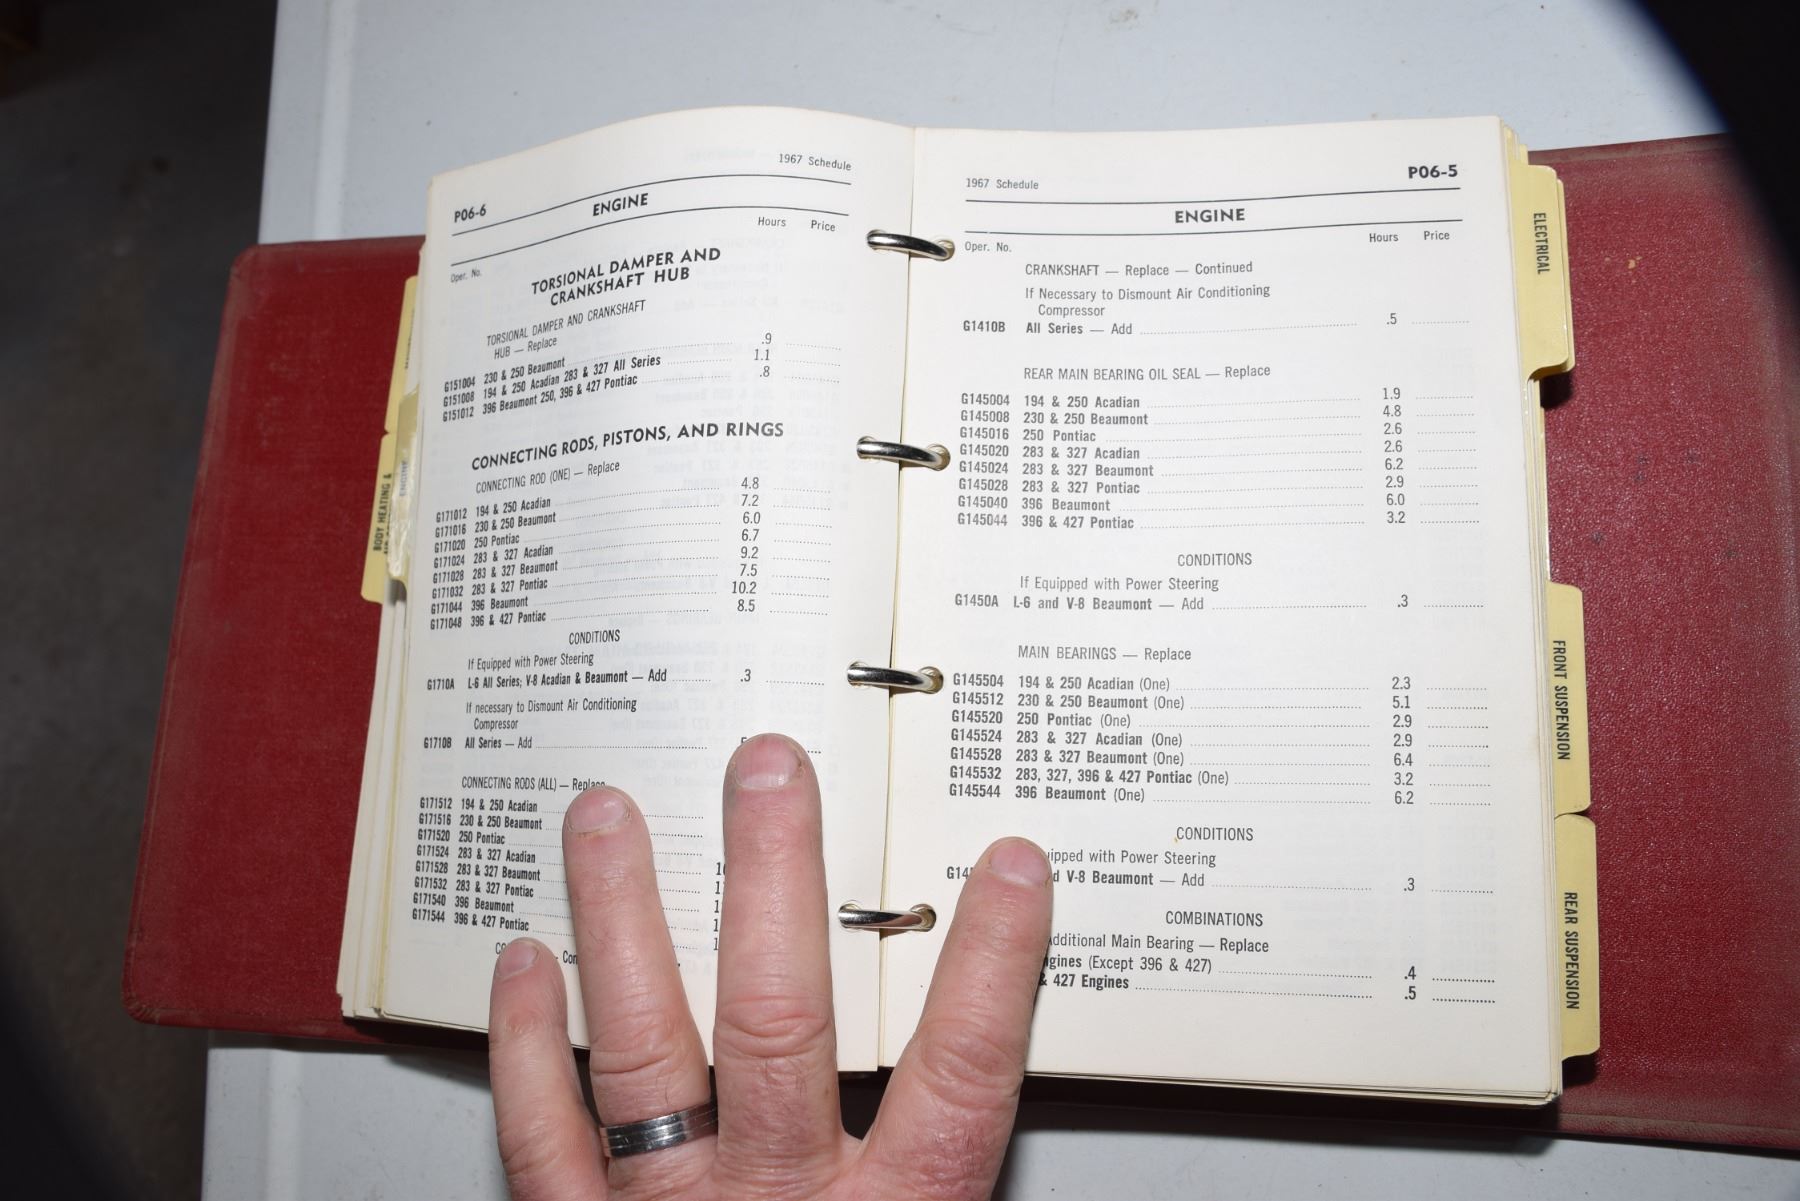 1967 Schedule
P06-6
ENGINE
Hours Price
Oper. No.
TORSIONAL DAMPER AND
CRANKSHAFT HUB
TORSIONAL DAMPER AND CRANKSHAFT
HUB — Replace
G151004 230 & 250 Beaumont .9
G151008 194 & 250 Acadian 283 & 327 All Series 1.1
G151012 396 Beaumont 250, 396 & 427 Pontiac .8
CONNECTING RODS, PISTONS, AND RINGS
CONNECTING ROD (ONE) — Replace
G171012 194 & 250 Acadian 4.8
G171016 230 & 250 Beaumont 7.2
G171020 250 Pontiac 6.0
G171024 283 & 327 Acadian 6.7
G171028 283 & 327 Beaumont 9.2
G171032 283 & 327 Pontiac 7.5
G171044 396 Beaumont 10.2
G171048 396 & 427 Pontiac 8.5
CONDITIONS
If Equipped with Power Steering
G1710A L-6 All Series; V-8 Acadian & Beaumont — Add .3
If necessary to Dismount Air Conditioning
Compressor
G1710B All Series — Add
CONNECTING RODS (ALL) — Replace
G171512 194 & 250 Acadian
G171516 230 & 250 Beaumont
G171520 250 Pontiac
G171524 283 & 327 Acadian
G171528 283 & 327 Beaumont
G171532 283 & 327 Pontiac
G171540 396 Beaumont
G171544 396 & 427 Pontiac
BODY HEATING &
ENGINE
1967 Schedule
P06-5
ENGINE
Oper. No.
Hours Price
CRANKSHAFT — Replace — Continued
If Necessary to Dismount Air Conditioning
Compressor
G1410B All Series — Add .5
REAR MAIN BEARING OIL SEAL — Replace
G145004 194 & 250 Acadian 1.9
G145008 230 & 250 Beaumont 4.8
G145016 250 Pontiac 2.6
G145020 283 & 327 Acadian 2.6
G145024 283 & 327 Beaumont 6.2
G145028 283 & 327 Pontiac 2.9
G145040 396 Beaumont 6.0
G145044 396 & 427 Pontiac 3.2
CONDITIONS
If Equipped with Power Steering
G1450A L-6 and V-8 Beaumont — Add .3
MAIN BEARINGS — Replace
G145504 194 & 250 Acadian (One) 2.3
G145512 230 & 250 Beaumont (One) 5.1
G145520 250 Pontiac (One) 2.9
G145524 283 & 327 Acadian (One) 2.9
G145528 283 & 327 Beaumont (One) 6.4
G145532 283, 327, 396 & 427 Pontiac (One) 3.2
G145544 396 Beaumont (One) 6.2
CONDITIONS
with Power Steering
V-8 Beaumont — Add .3
COMBINATIONS
Additional Main Bearing — Replace
(Except 396 & 427) .4
& 427 Engines .5
ELECTRICAL
FRONT SUSPENSION
REAR SUSPENSION